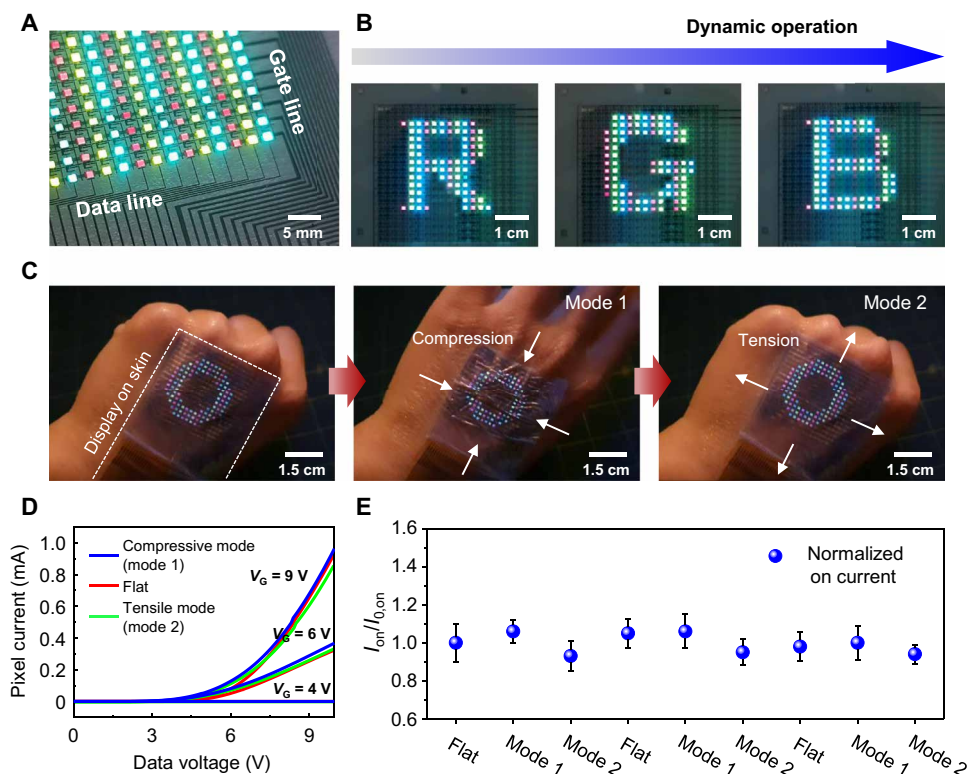 A
Gate line
Data line
5 mm
B
Dynamic operation
R
1 cm
G
1 cm
B
1 cm
C
Display on skin
1.5 cm
Mode 1
Compression
1.5 cm
Mode 2
Tension
1.5 cm
D
Pixel current (mA)
1.0
0.8
0.6
0.4
0.2
0
Compressive mode
(mode 1)
Flat
Tensile mode
(mode 2)
VG = 9 V
VG = 6 V
VG = 4 V
0 3 6 9
Data voltage (V)
E
Ion/I0,on
1.6
1.4
1.2
1.0
0.8
0.6
Normalized
on current
Flat Mode 1 Mode 2 Flat Mode 1 Mode 2 Flat Mode 1 Mode 2